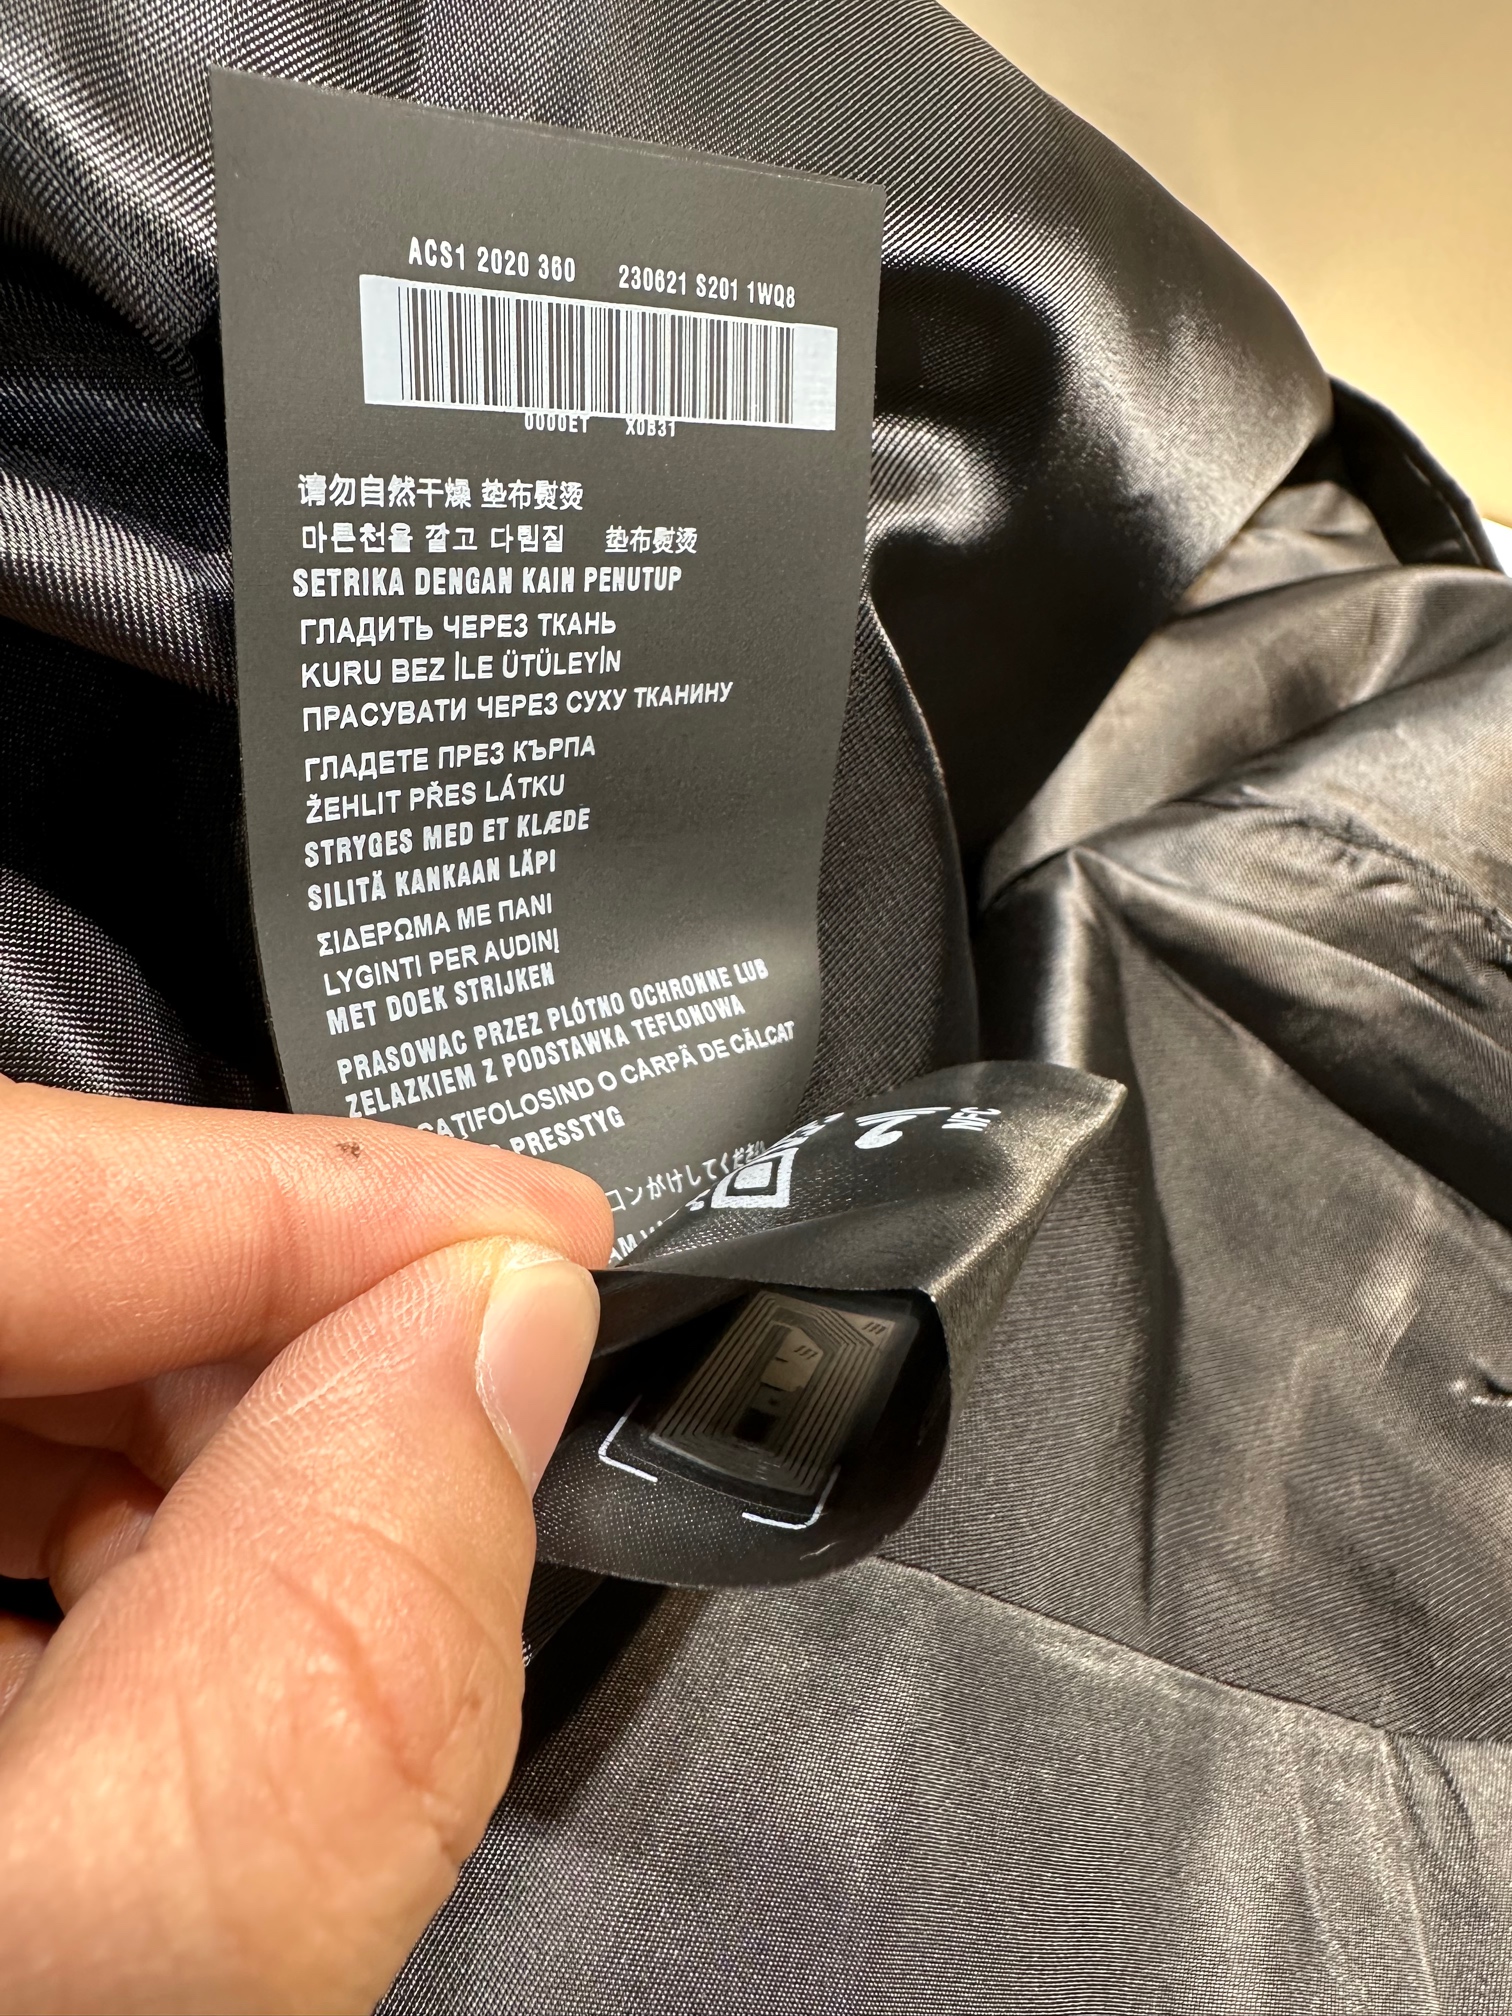 ACS1 2020 360 230621 S201 1WQ8
0000ET X0B31
请勿自然干燥 垫布熨烫
마른천을 깔고 다림질 垫布熨烫
SETRIKA DENGAN KAIN PENUTUP
ГЛАДИТЬ ЧЕРЕЗ ТКАНЬ
KURU BEZ İLE ÜTÜLEYİN
ПРАСУВАТИ ЧЕРЕЗ СУХУ ТКАНИНУ
ГЛАДЕТЕ ПРЕЗ КЪРПА
ŽEHLIT PŘES LÁTKU
STRYGES MED ET KLÆDE
SILITÄ KANKAAN LÄPI
ΣΙΔΕΡΩΜΑ ΜΕ ΠΑΝΙ
LYGINTI PER AUDINĮ
MET DOEK STRIJKEN
PRASOWAC PRZEZ PLÓTNO OCHRONNE LUB
ZELAZKIEM Z PODSTAWKA TEFLONOWA
O CÂRPĂ DE CĂLCAT
PRESSTYG
NFC